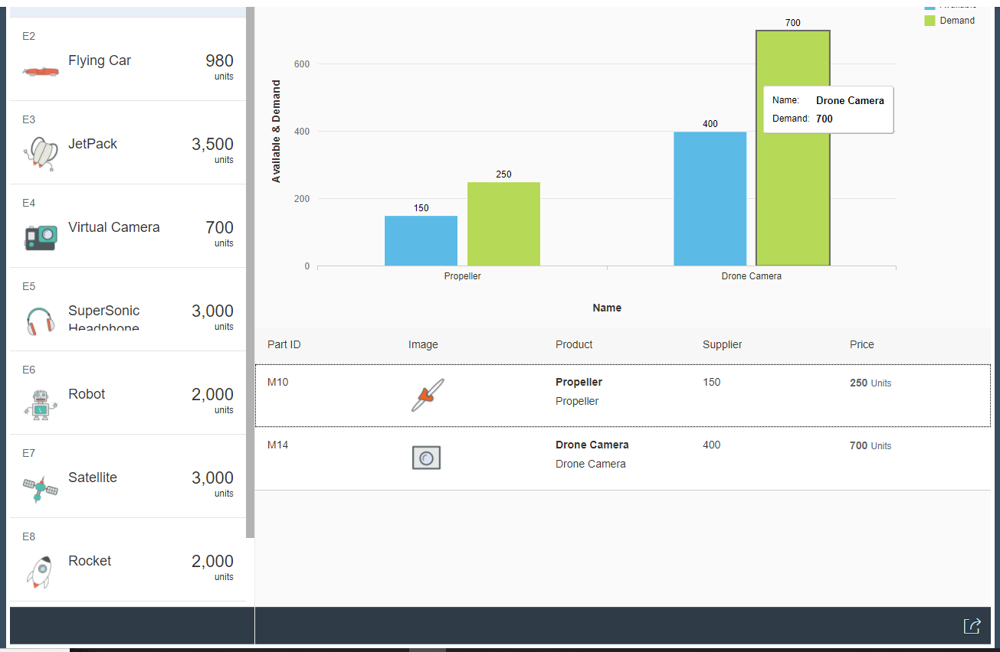 E2
Flying Car
980
units
E3
JetPack
3,500
units
E4
Virtual Camera
700
units
E5
SuperSonic
Headphone
3,000
units
E6
Robot
2,000
units
E7
Satellite
3,000
units
E8
Rocket
2,000
units
Demand
Available & Demand
600
400
200
0
150
250
400
700
Name: Drone Camera
Demand: 700
Propeller
Drone Camera
Name
Part ID Image Product Supplier Price
M10 Propeller 150 250 Units
Propeller
M14 Drone Camera 400 700 Units
Drone Camera